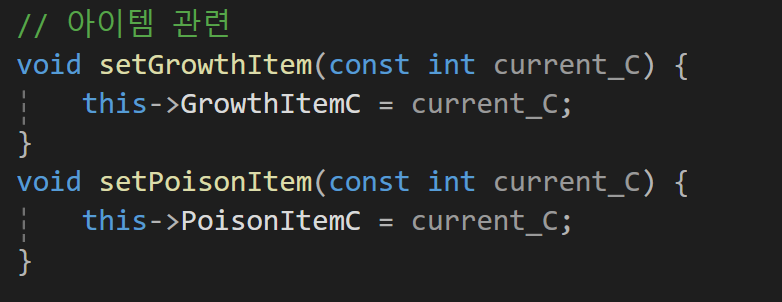 // 아이템 관련
void setGrowthItem(const int current_C) {
    this->GrowthItemC = current_C;
}
void setPoisonItem(const int current_C) {
    this->PoisonItemC = current_C;
}